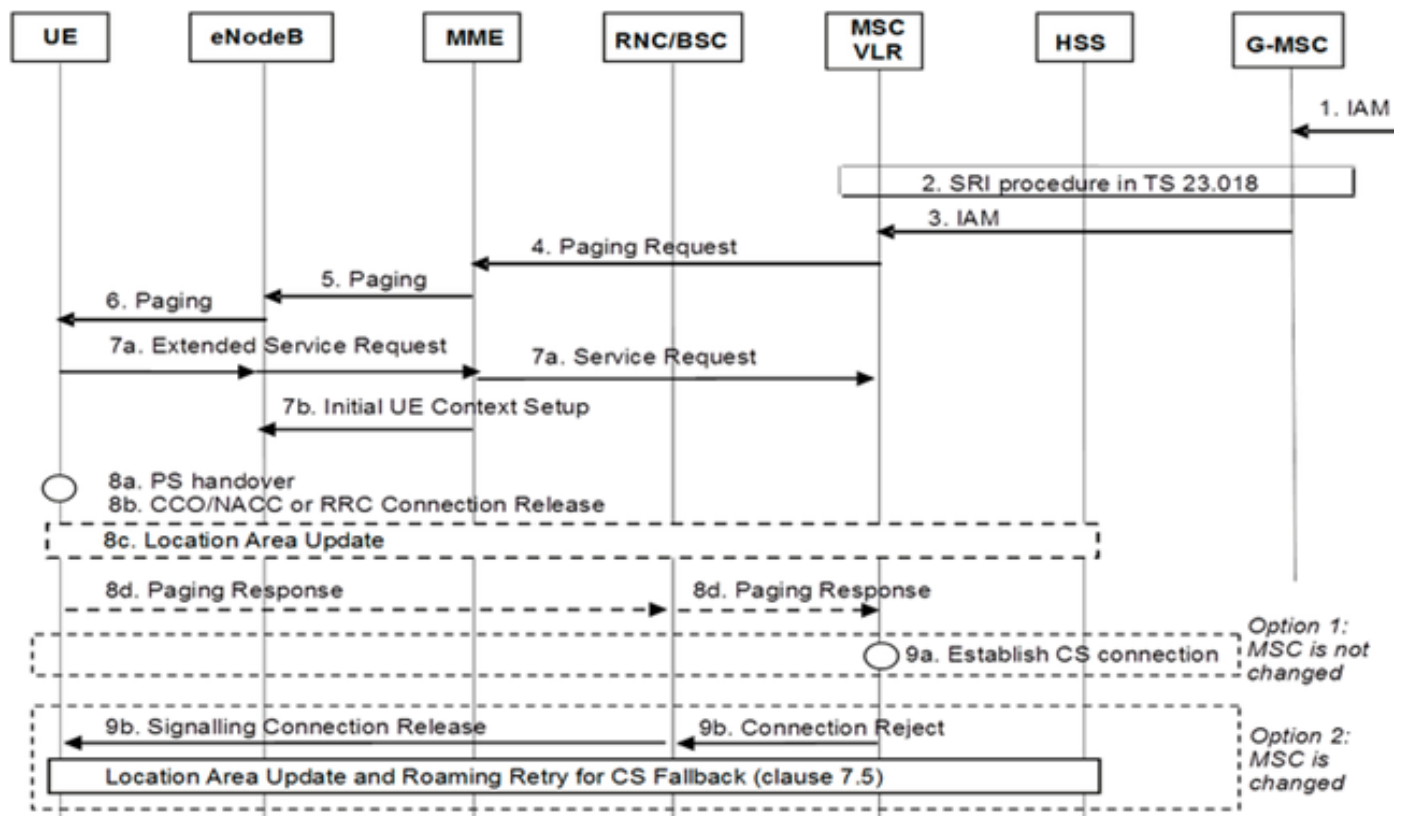 UE
eNodeB
MME
RNC/BSC
MSC
VLR
HSS
G-MSC
1. IAM
2. SRI procedure in TS 23.018
3. IAM
4. Paging Request
5. Paging
6. Paging
7a. Extended Service Request
7a. Service Request
7b. Initial UE Context Setup
8a. PS handover
8b. CCO/NACC or RRC Connection Release
8c. Location Area Update
8d. Paging Response
8d. Paging Response
Option 1:
MSC is not
changed
9a. Establish CS connection
9b. Signalling Connection Release
9b. Connection Reject
Option 2:
MSC is
changed
Location Area Update and Roaming Retry for CS Fallback (clause 7.5)